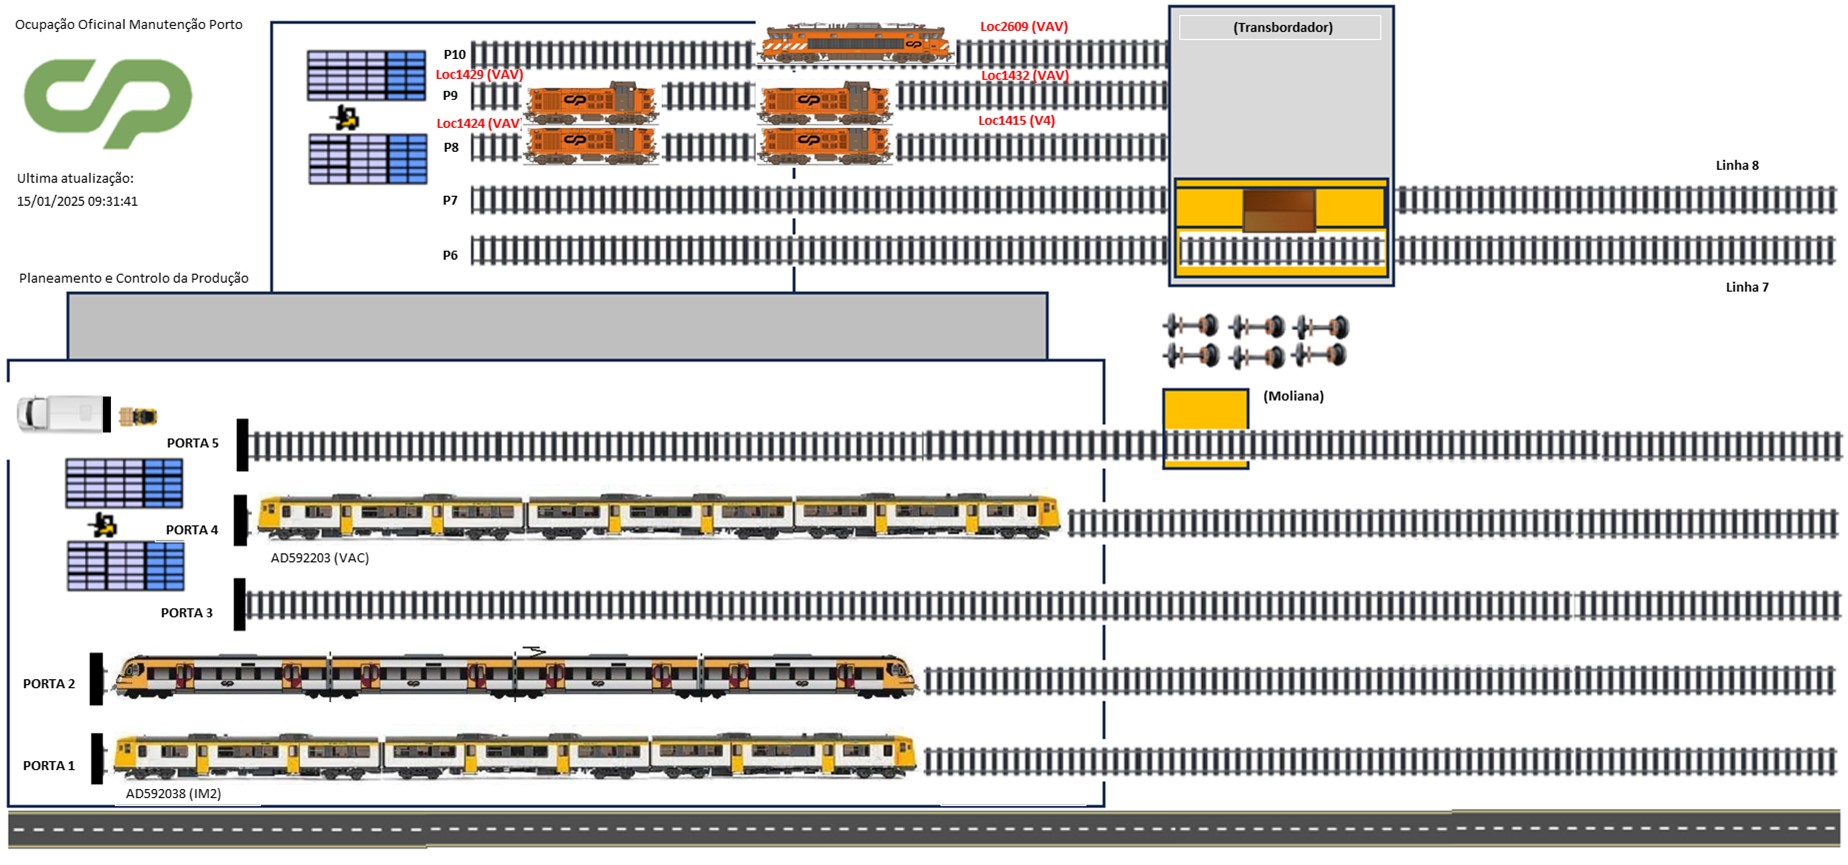 Ocupação Oficinal Manutenção Porto
CP
Ultima atualização:
15/01/2025 09:31:41
Planeamento e Controlo da Produção
P10
Loc2609 (VAV)
(Transbordador)
Loc1429 (VAV)
Loc1432 (VAV)
P9
Loc1424 (VAV)
Loc1415 (V4)
P8
P7
Linha 8
P6
Linha 7
(Moliana)
PORTA 5
PORTA 4
AD592203 (VAC)
PORTA 3
PORTA 2
PORTA 1
AD592038 (IM2)